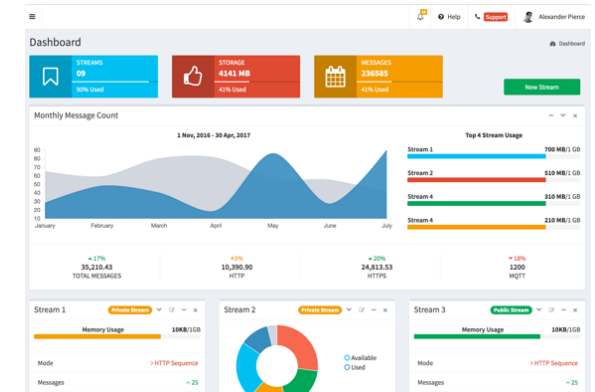 Help
Support
Alexander Pierce
Dashboard
Dashboard
STREAMS
09
90% Used
STORAGE
4141 MB
41% Used
MESSAGES
236585
41% Used
New Stream
Monthly Message Count
1 Nov, 2016 - 30 Apr, 2017
90
80
70
60
50
40
30
20
10
January February March April May June July
Top 4 Stream Usage
Stream 1 700 MB/1 GB
Stream 2 510 MB/1 GB
Stream 4 310 MB/1 GB
Stream 4 210 MB/1 GB
17%
35,210.43
TOTAL MESSAGES
10,390.90
HTTP
20%
24,813.53
HTTPS
18%
1200
MQTT
Stream 1 Private Stream
Memory Usage 10KB/1GB
Mode > HTTP Sequence
Messages 25
Stream 2 Private Stream
Available
Used
Stream 3 Public Stream
Memory Usage 10KB/1GB
Mode > HTTP Sequence
Messages 25